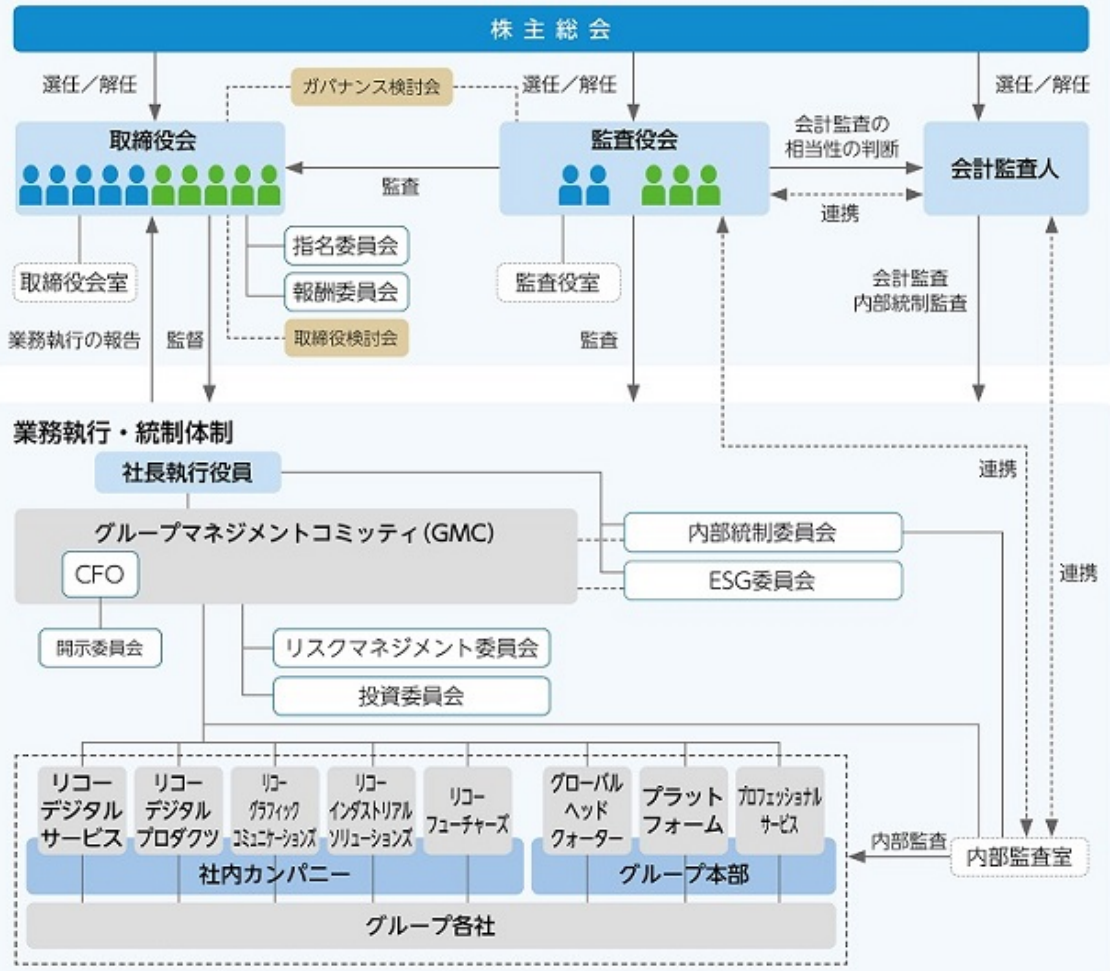 株主総会
選任／解任
ガバナンス検討会
選任／解任
選任／解任
取締役会
監査役会
会計監査の
相当性の判断
会計監査人
監査
連携
指名委員会
取締役会室
報酬委員会
監査役室
会計監査
内部統制監査
業務執行の報告
監督
取締役検討会
監査
業務執行・統制体制
社長執行役員
連携
グループマネジメントコミッティ(GMC)
内部統制委員会
CFO
ESG委員会
連携
開示委員会
リスクマネジメント委員会
投資委員会
リコー
デジタル
サービス
リコー
デジタル
プロダクツ
リコー
グラフィック
コミュニケーションズ
リコー
インダストリアル
ソリューションズ
リコー
フューチャーズ
グローバル
ヘッド
クォーター
プラット
フォーム
プロフェッショナル
サービス
内部監査
内部監査室
社内カンパニー
グループ本部
グループ各社